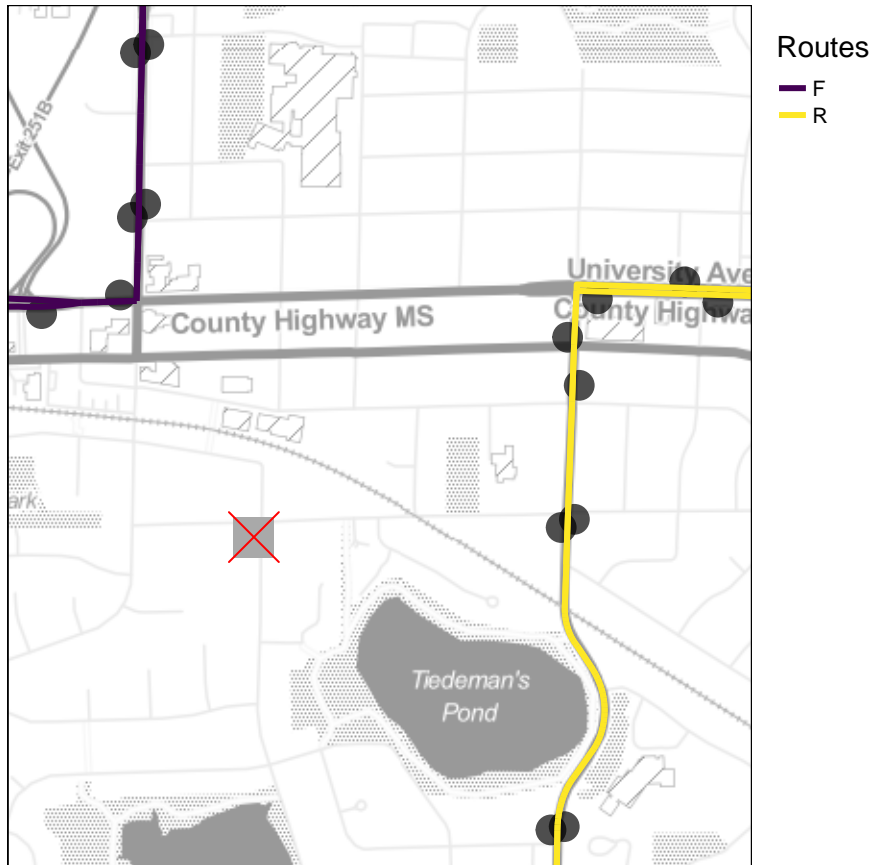 Routes
F
R
Exit 251B
University Ave
County Highway MS
County Highwa
ark
Tiedeman's
Pond